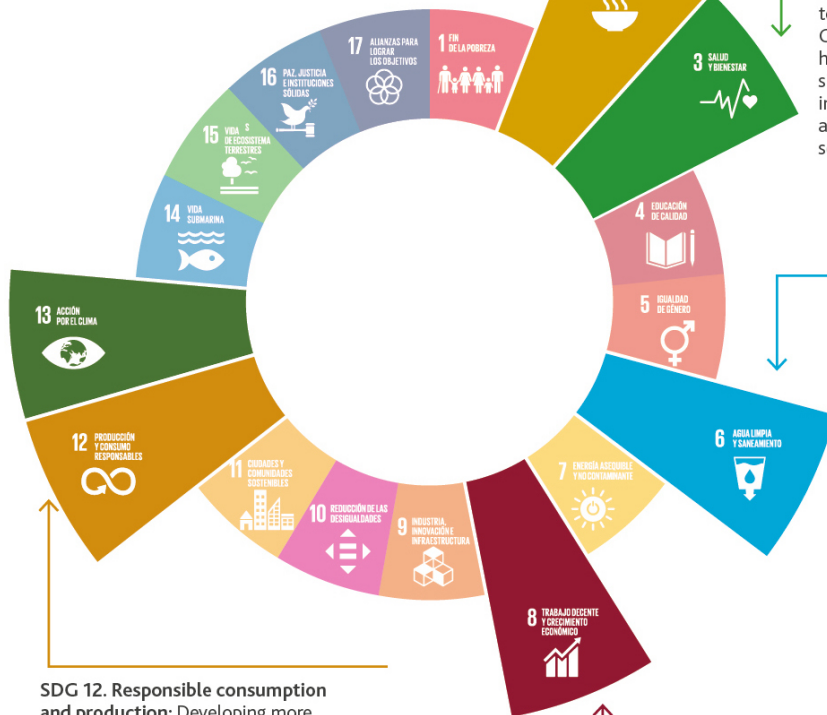 1 FIN
DE LA POBREZA
3 SALUD
Y BIENESTAR
4 EDUCACIÓN
DE CALIDAD
5 IGUALDAD
DE GÉNERO
6 AGUA LIMPIA
Y SANEAMIENTO
7 ENERGÍA ASEQUIBLE
Y NO CONTAMINANTE
8 TRABAJO DECENTE
Y CRECIMIENTO
ECONÓMICO
9 INDUSTRIA,
INNOVACIÓN E
INFRAESTRUCTURA
10 REDUCCIÓN DE LAS
DESIGUALDADES
11 CIUDADES Y
COMUNIDADES
SOSTENIBLES
12 PRODUCCIÓN
Y CONSUMO
RESPONSABLES
13 ACCIÓN
POR EL CLIMA
14 VIDA
SUBMARINA
15 VIDA S
DE ECOSISTEMA
TERRESTRES
16 PAZ, JUSTICIA
E INSTITUCIONES
SÓLIDAS
17 ALIANZAS PARA
LOGRAR
LOS OBJETIVOS
SDG 12. Responsible consumption
and production: Developing more